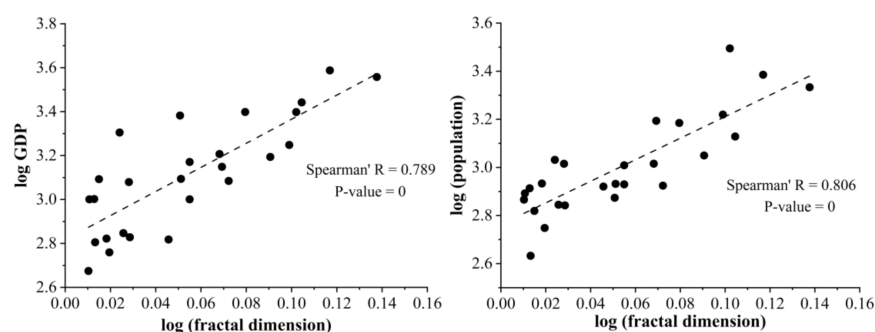 3.8
3.6
3.4
3.2
3.0
2.8
2.6
log GDP
Spearman' R = 0.789
P-value = 0
0.00 0.02 0.04 0.06 0.08 0.10 0.12 0.14 0.16
log (fractal dimension)
3.6
3.4
3.2
3.0
2.8
2.6
2.5
log (population)
Spearman' R = 0.806
P-value = 0
0.00 0.02 0.04 0.06 0.08 0.10 0.12 0.14 0.16
log (fractal dimension)